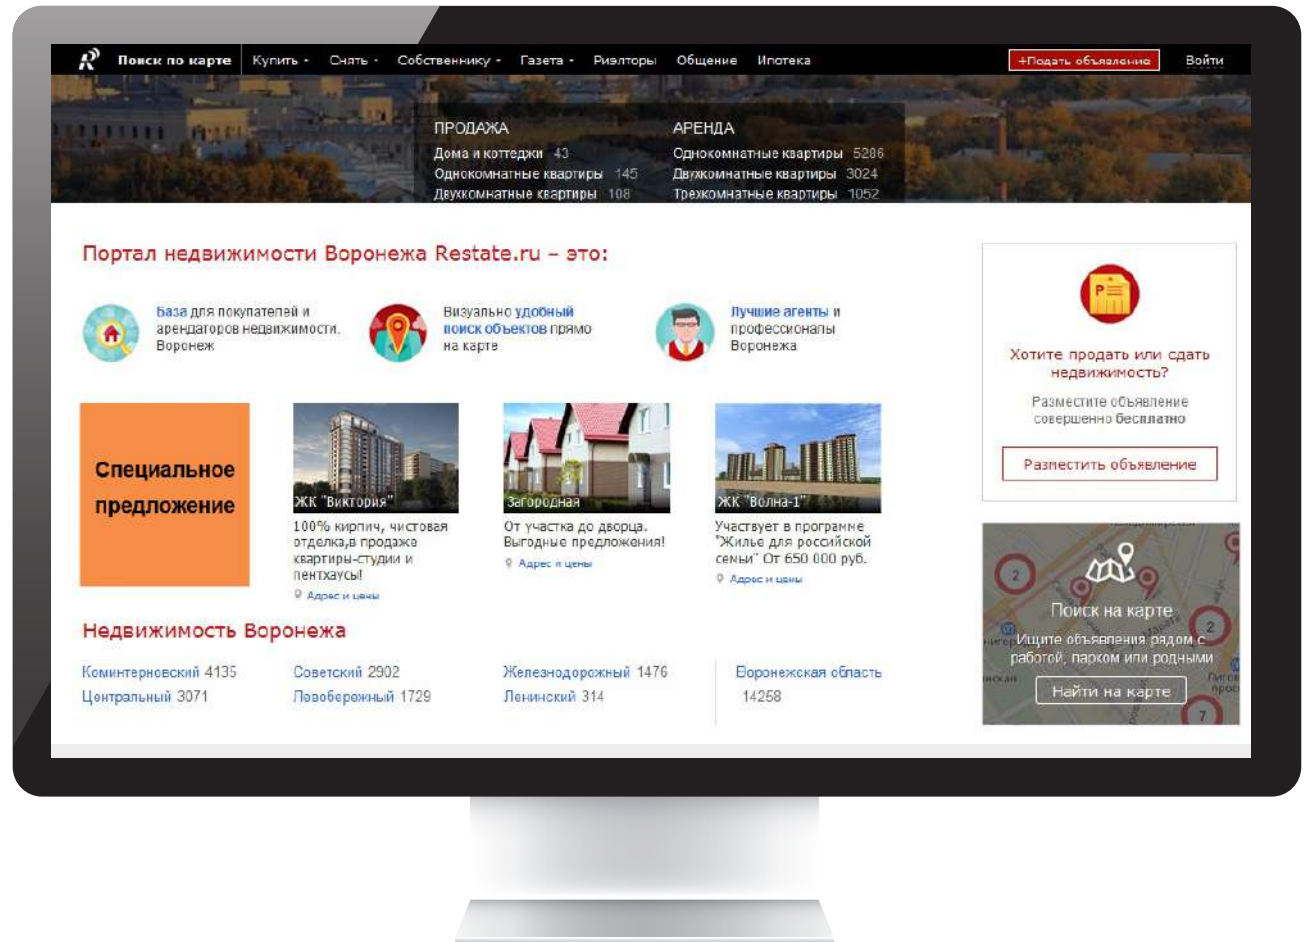 Поиск по карте
Купить
Снять
Собственнику
Газета
Риэлторы
Общение
Ипотека
+Подать объявление
Войти
ПРОДАЖА
Дома и коттеджи 43
Однокомнатные квартиры 145
Двухкомнатные квартиры 108
АРЕНДА
Однокомнатные квартиры 5286
Двухкомнатные квартиры 3024
Трехкомнатные квартиры 1052
Портал недвижимости Воронежа Restate.ru – это:
База для покупателей и
арендаторов недвижимости.
Воронеж
Визуально удобный
поиск объектов прямо
на карте
Лучшие агенты и
профессионалы
Воронежа
Специальное
предложение
ЖК "Виктория"
100% кирпич, чистовая
отделка,в продаже
квартиры-студии и
пентхаусы!
Адрес и цены
Загородная
От участка до дворца.
Выгодные предложения!
Адрес и цены
ЖК "Волна-1"
Участвует в программе
"Жилье для российской
семьи" От 650 000 руб.
Адрес и цены
Хотите продать или сдать
недвижимость?
Разместите объявление
совершенно бесплатно
Разместить объявление
Недвижимость Воронежа
Коминтерновский 4135
Центральный 3071
Советский 2902
Левобережный 1729
Железнодорожный 1476
Ленинский 314
Воронежская область
14258
2
2
7
Поиск на карте
Ищите объявления рядом с
работой, парком или родными
Найти на карте